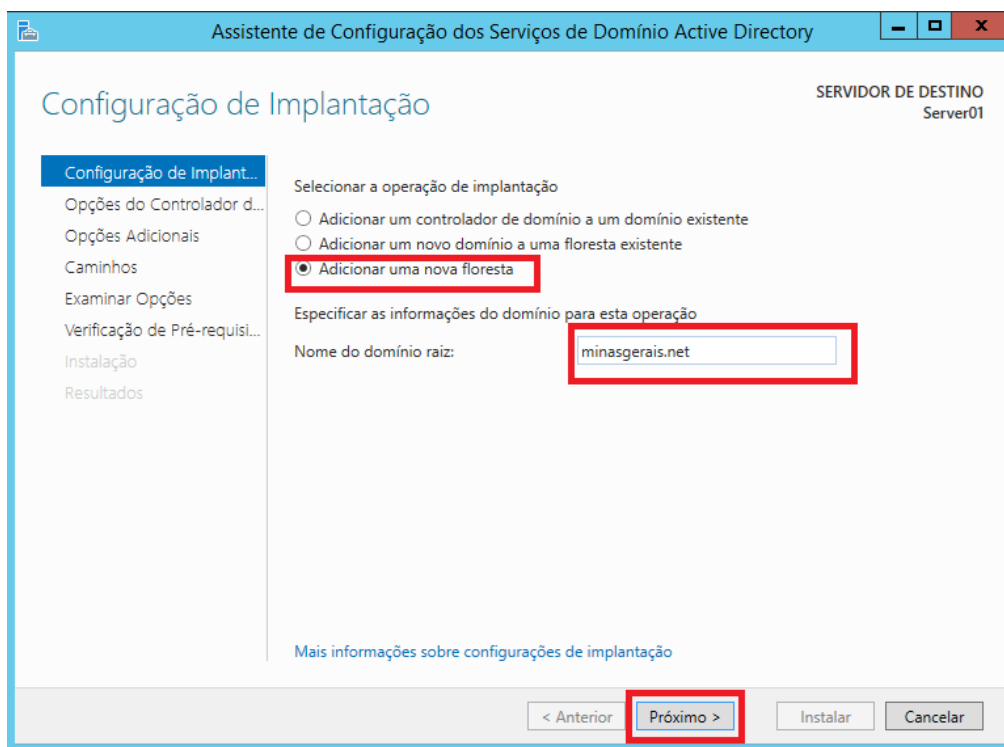 Assistente de Configuração dos Serviços de Domínio Active Directory
Configuração de Implantação
SERVIDOR DE DESTINO
Server01
Configuração de Implant...
Opções do Controlador d...
Opções Adicionais
Caminhos
Examinar Opções
Verificação de Pré-requisi...
Instalação
Resultados
Selecionar a operação de implantação
Adicionar um controlador de domínio a um domínio existente
Adicionar um novo domínio a uma floresta existente
Adicionar uma nova floresta
Especificar as informações do domínio para esta operação
Nome do domínio raiz: minasgerais.net
Mais informações sobre configurações de implantação
< Anterior Próximo > Instalar Cancelar